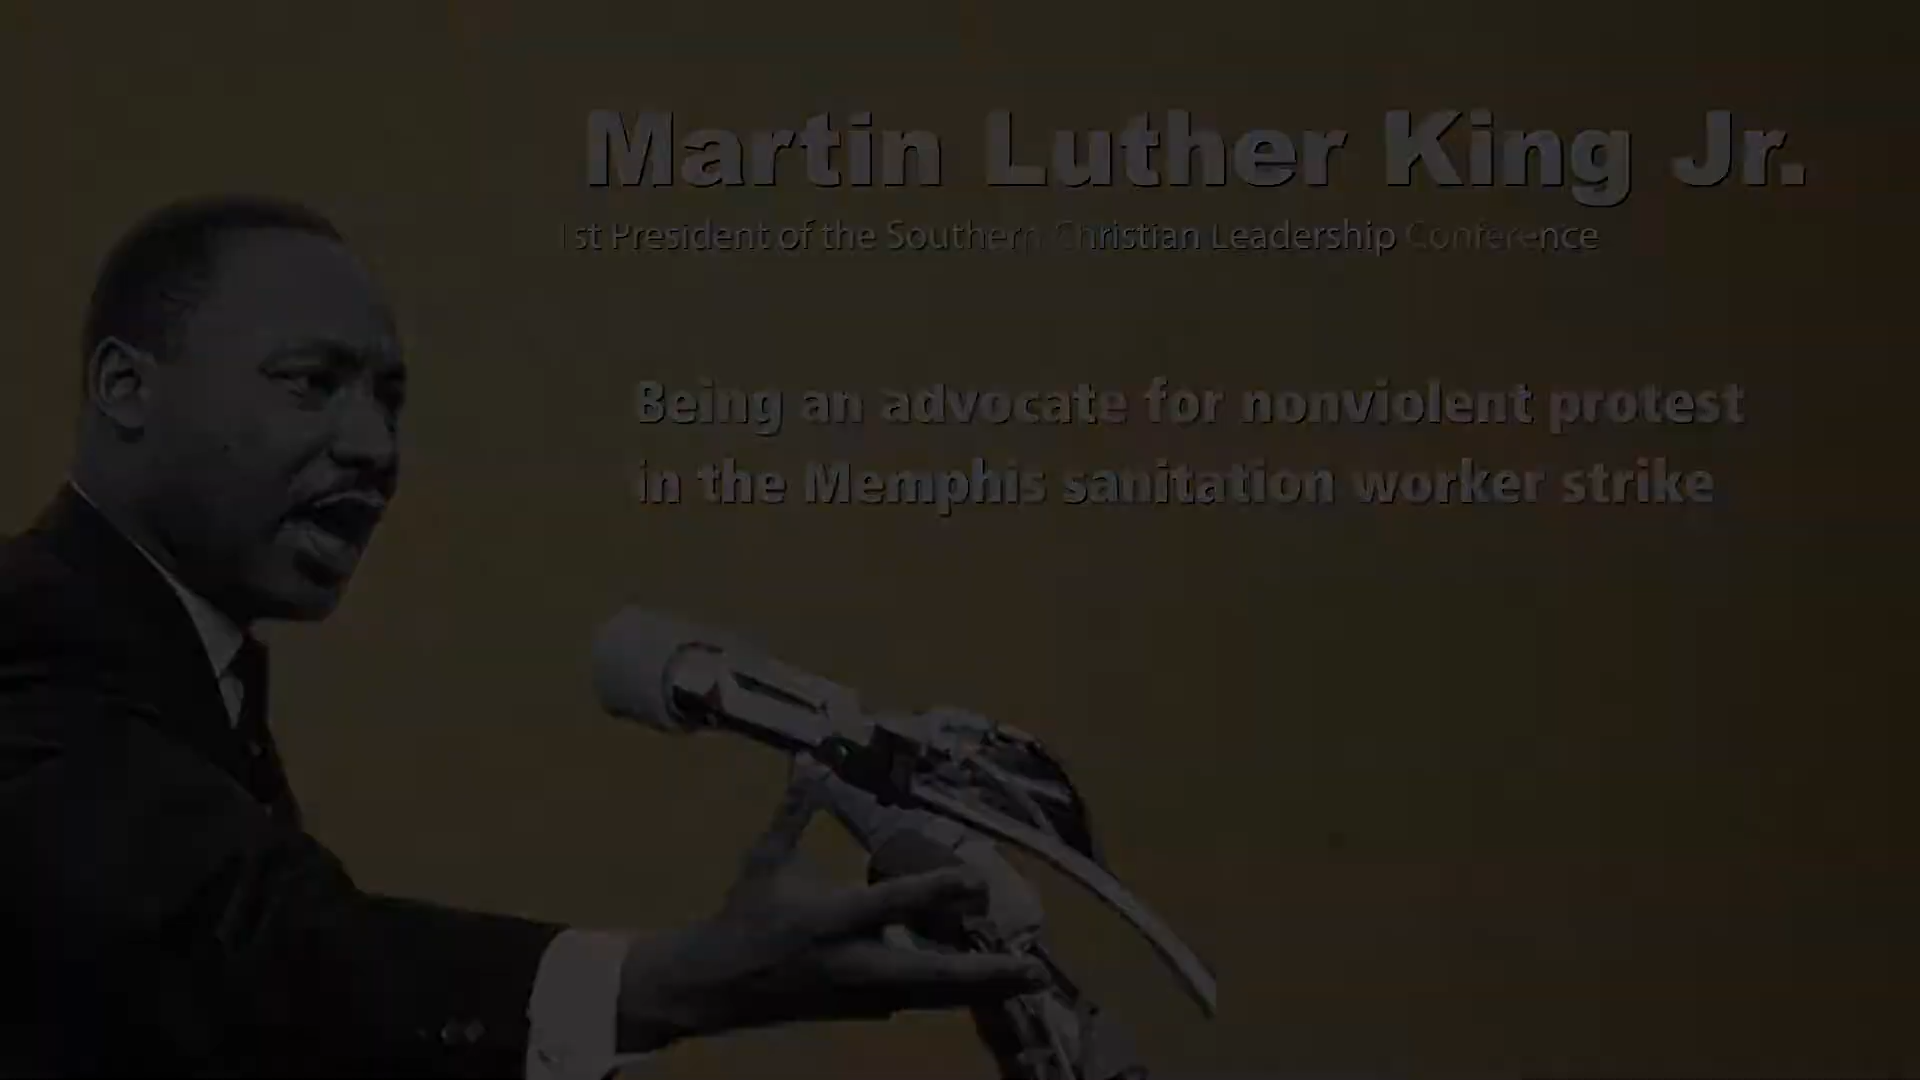 Martin Luther King Jr.
1st President of the Southern Christian Leadership Conference
Being an advocate for nonviolent protest
in the Memphis sanitation worker strike